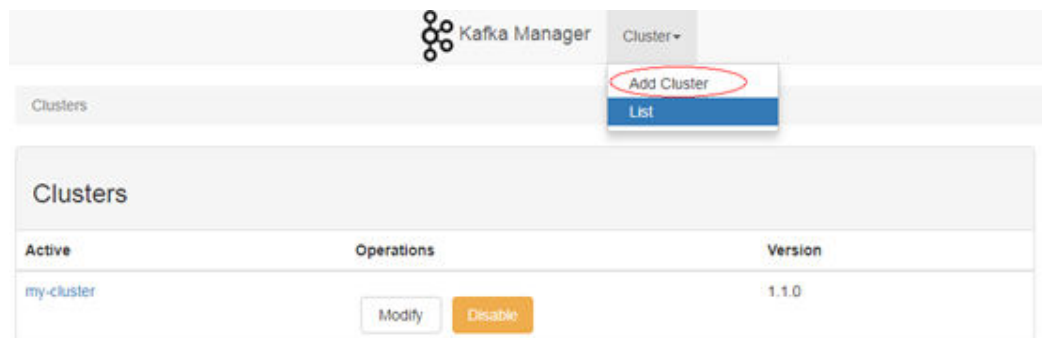 Kafka Manager Cluster
Add Cluster
List
Clusters
Clusters
Active Operations Version
my-cluster Modify Disable 1.1.0